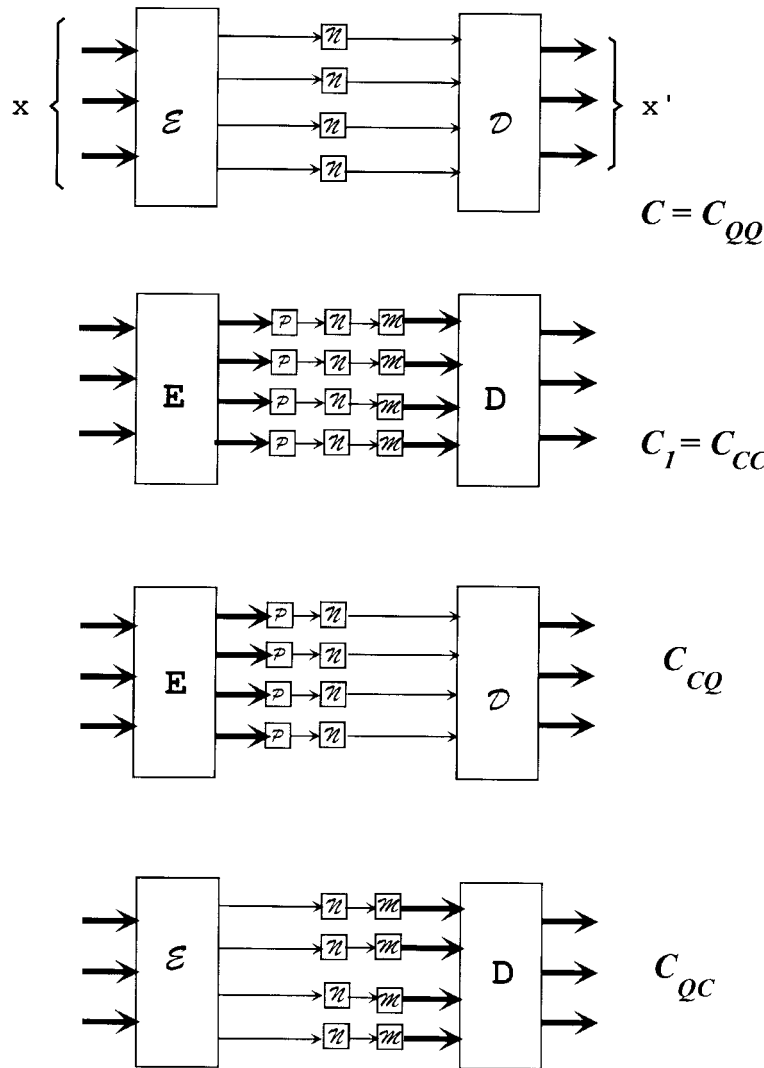 𝒩
𝒩
x ℰ 𝒩 𝒟 x'
𝒩
C = C_QQ
𝒫 𝒩 ℳ
𝒫 𝒩 ℳ
E 𝒫 𝒩 ℳ D
𝒫 𝒩 ℳ
C_1 = C_CC
𝒫 𝒩
𝒫 𝒩
E 𝒫 𝒩 𝒟 C_CQ
𝒫 𝒩
𝒩 ℳ
ℰ 𝒩 ℳ D C_QC
𝒩 ℳ
𝒩 ℳ